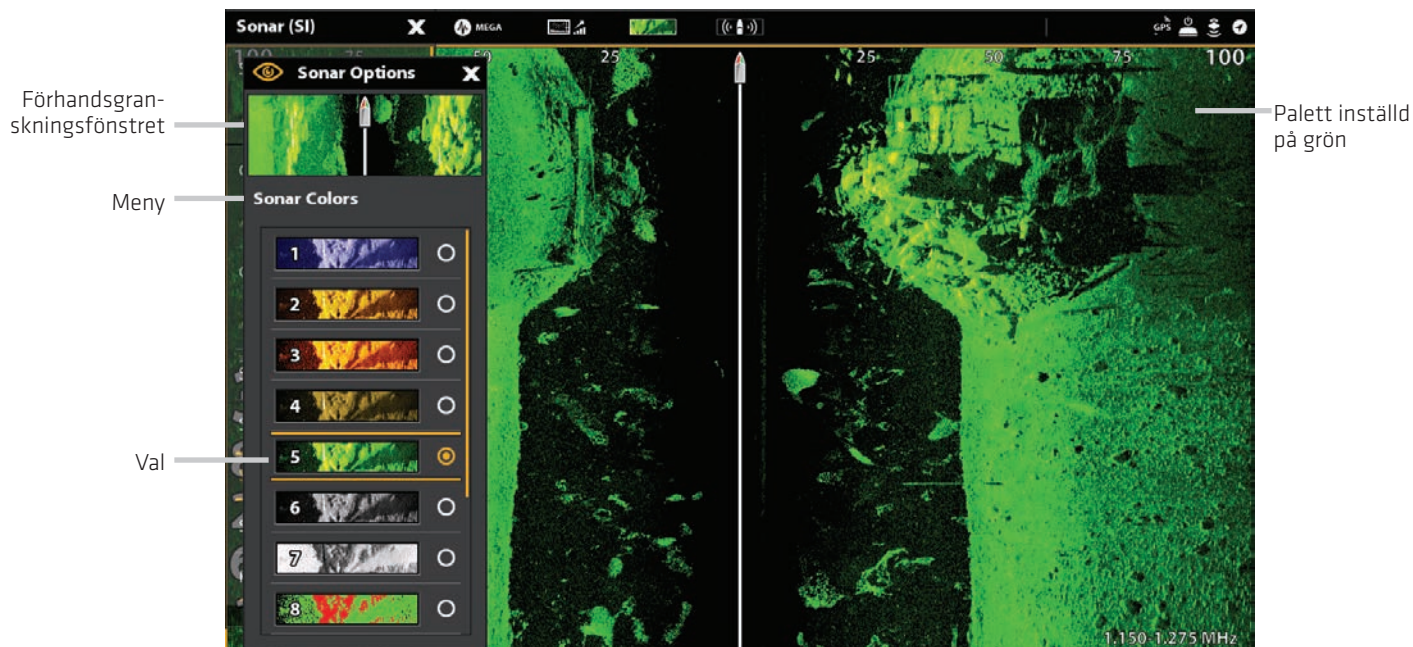 Sonar (SI)
MEGA
GPS
100 75 50 25 25 50 75 100
Sonar Options
Förhandsgran-
skningsfönstret
Palett inställd
på grön
Meny
Sonar Colors
1
2
3
4
Val
5
6
7
8
1.150-1.275 MHz